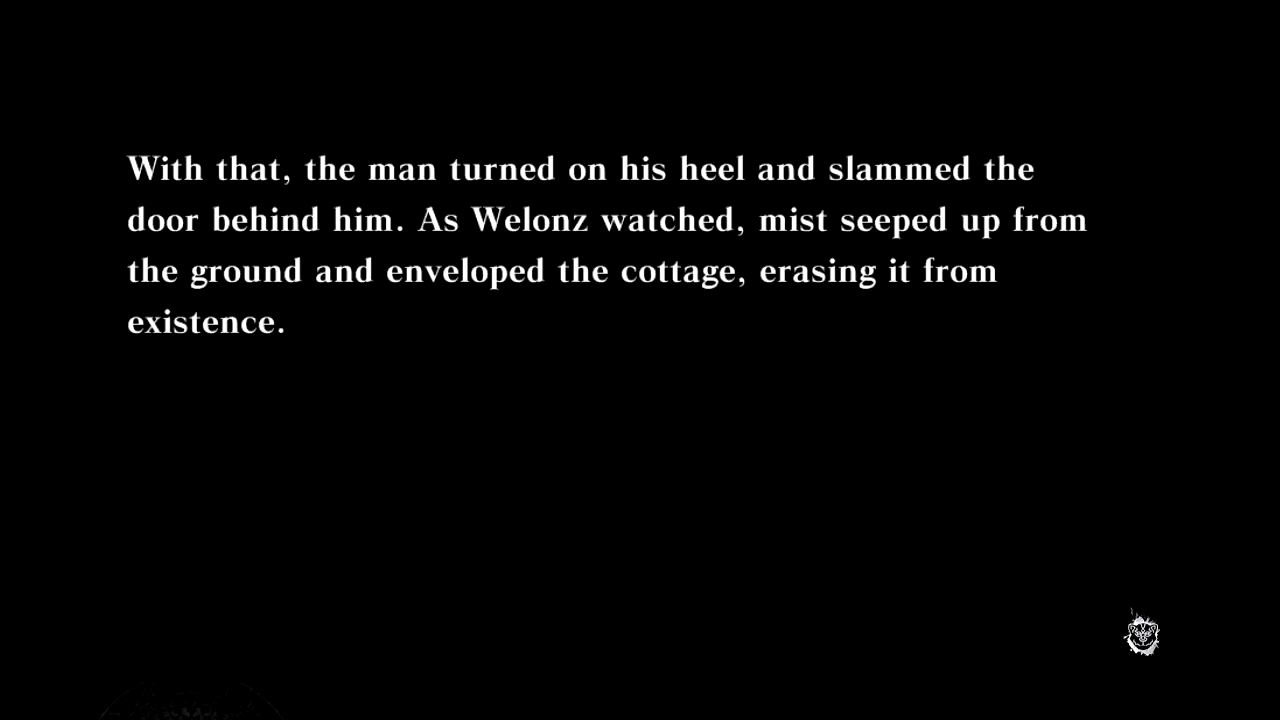 With that, the man turned on his heel and slammed the
door behind him. As Welonz watched, mist seeped up from
the ground and enveloped the cottage, erasing it from
existence.